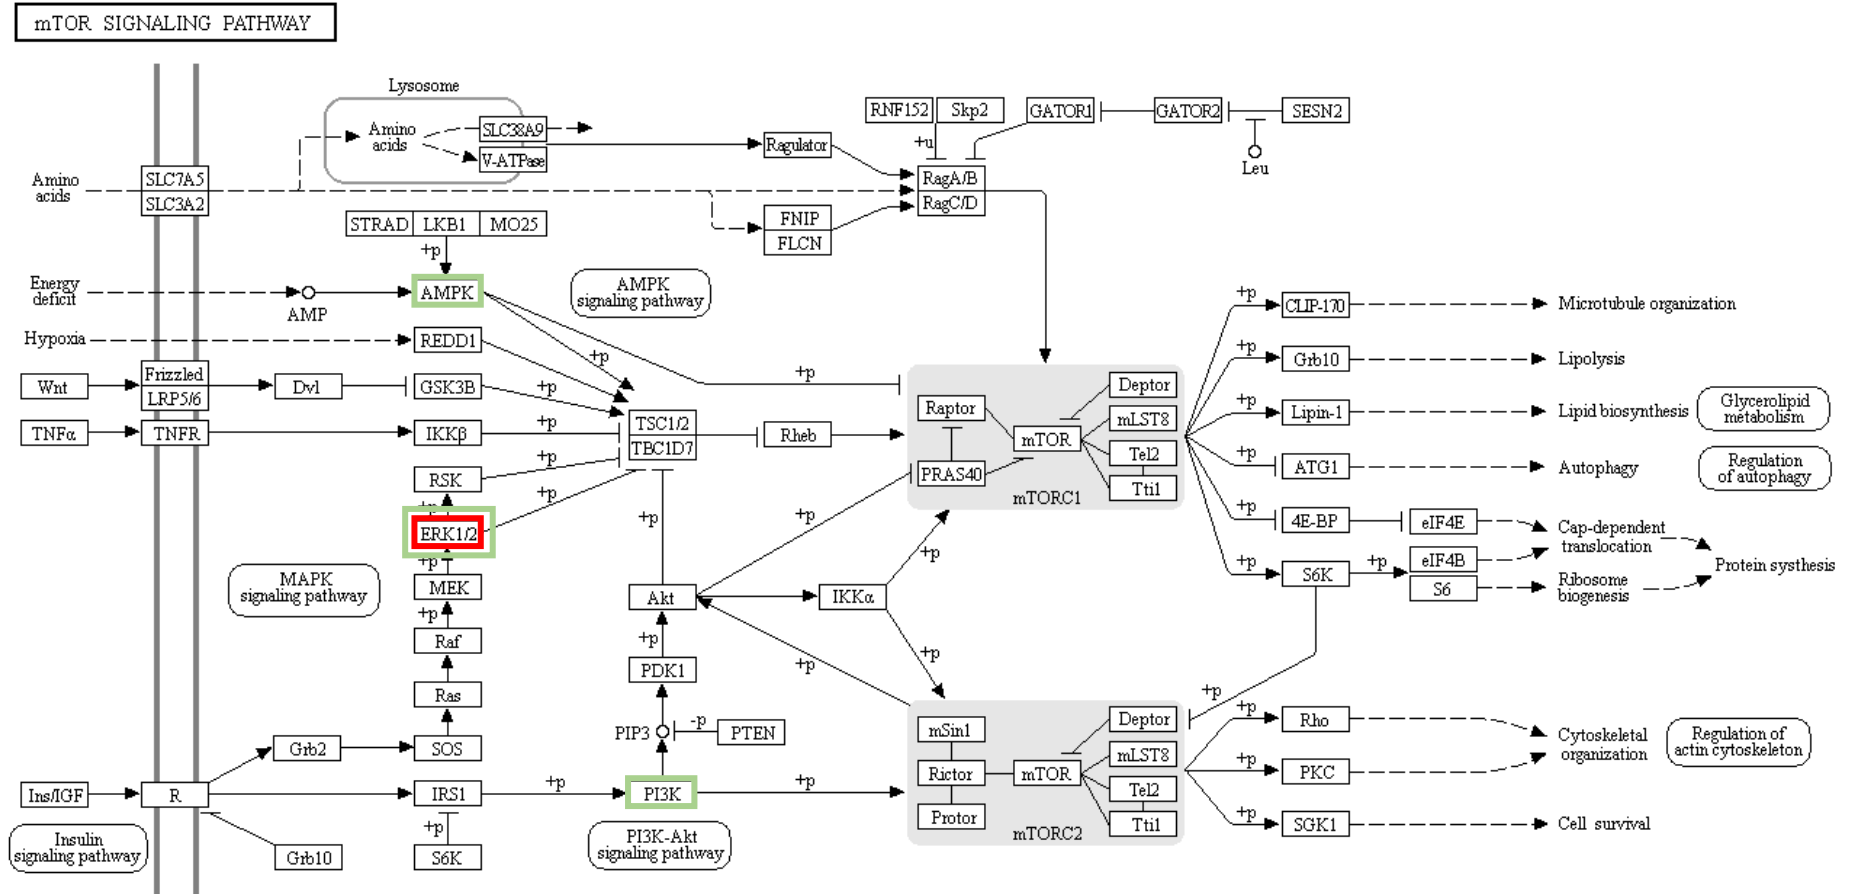 mTOR SIGNALING PATHWAY
Lysosome
Amino
acids
SLC38A9
V-ATPase
Ragulator
RNF152
Skp2
GATOR1
GATOR2
SESN2
+u
Leu
Amino
acids
SLC7A5
SLC3A2
RagA/B
RagC/D
FNIP
FLCN
STRAD
LKB1
MO25
+p
Energy
deficit
AMP
AMPK
AMPK
signaling pathway
Hypoxia
REDD1
+p
+p
Wnt
Frizzled
LRP5/6
Dvl
GSK3B
+p
TNFα
TNFR
IKKβ
+p
TSC1/2
TBC1D7
Rheb
RSK
+p
+p
+p
ERK1/2
+p
MEK
+p
Raf
Ras
SOS
Grb2
MAPK
signaling pathway
+p
Akt
+p
PDK1
PIP3
-p
PTEN
IKKα
+p
+p
+p
+p
Raptor
mTOR
PRAS40
Deptor
mLST8
Tel2
Tti1
mTORC1
+p
CLIP-170
Microtubule organization
+p
Grb10
Lipolysis
+p
Lipin-1
Lipid biosynthesis
Glycerolipid
metabolism
+p
ATG1
Autophagy
Regulation
of autophagy
+p
4E-BP
eIF4E
Cap-dependent
translocation
+p
S6K
+p
eIF4B
S6
Ribosome
biogenesis
Protein systhesis
+p
Ins/IGF
R
IRS1
+p
PI3K
+p
Insulin
signaling pathway
Grb10
+p
S6K
PI3K-Akt
signaling pathway
mSin1
Rictor
Protor
mTOR
Deptor
mLST8
Tel2
Tti1
mTORC2
+p
Rho
Cytoskeletal
organization
Regulation of
actin cytoskeleton
+p
PKC
+p
SGK1
Cell survival